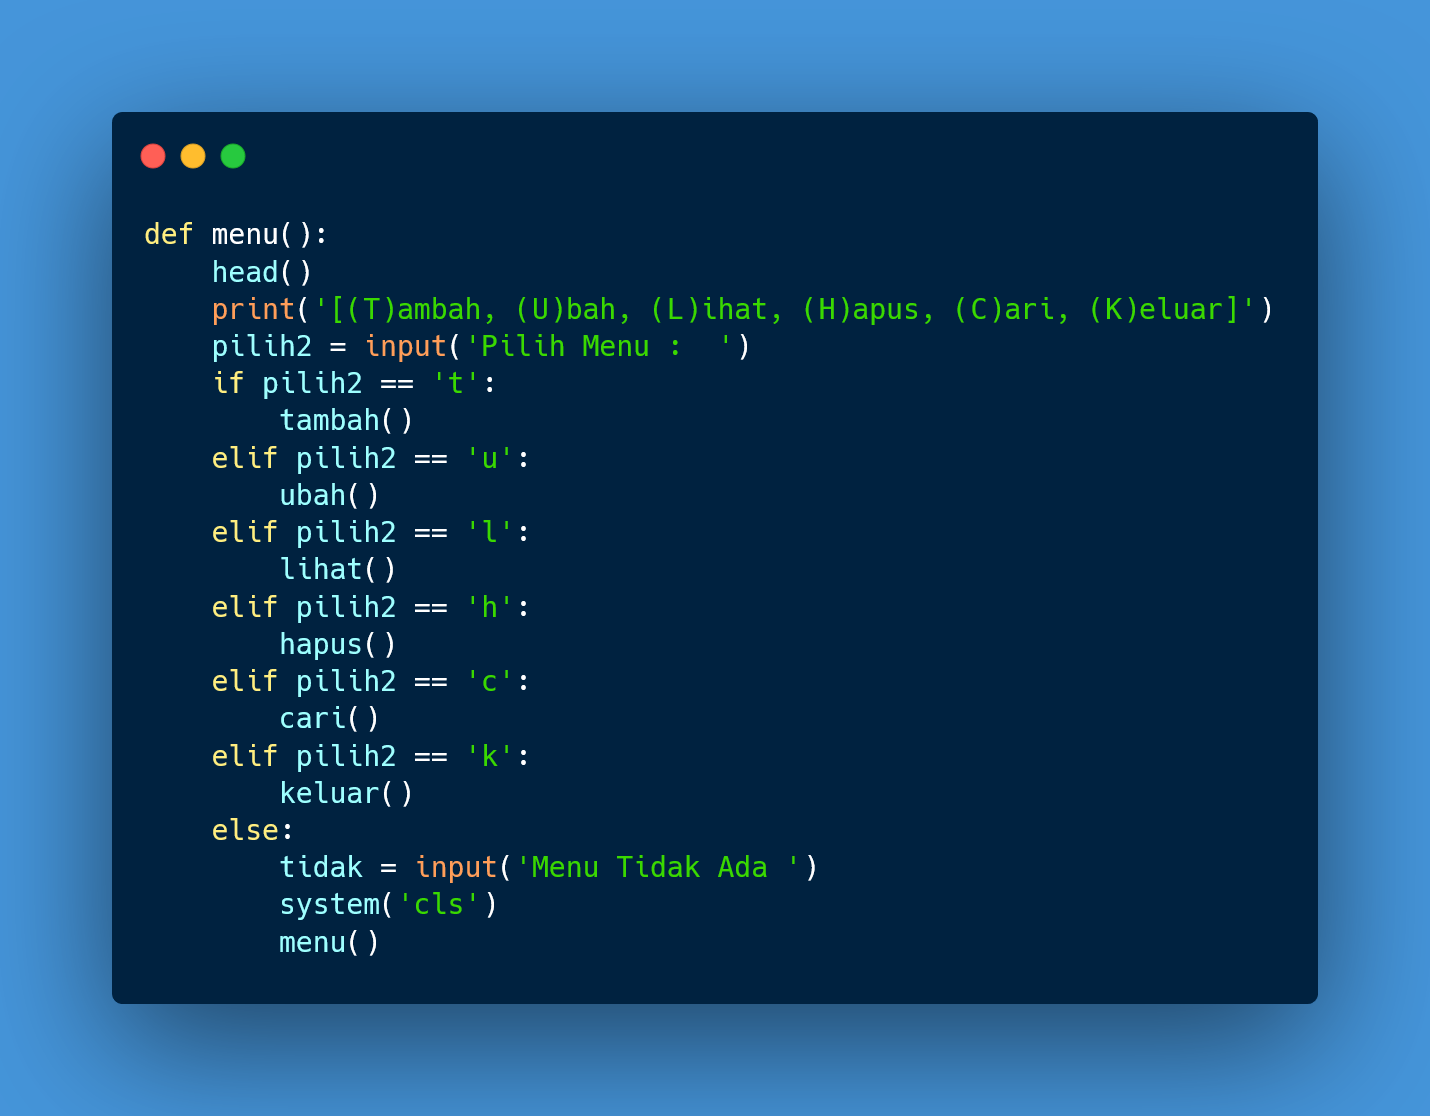 def menu():
    head()
    print('[(T)ambah, (U)bah, (L)ihat, (H)apus, (C)ari, (K)eluar]')
    pilih2 = input('Pilih Menu :  ')
    if pilih2 == 't':
        tambah()
    elif pilih2 == 'u':
        ubah()
    elif pilih2 == 'l':
        lihat()
    elif pilih2 == 'h':
        hapus()
    elif pilih2 == 'c':
        cari()
    elif pilih2 == 'k':
        keluar()
    else:
        tidak = input('Menu Tidak Ada ')
        system('cls')
        menu()